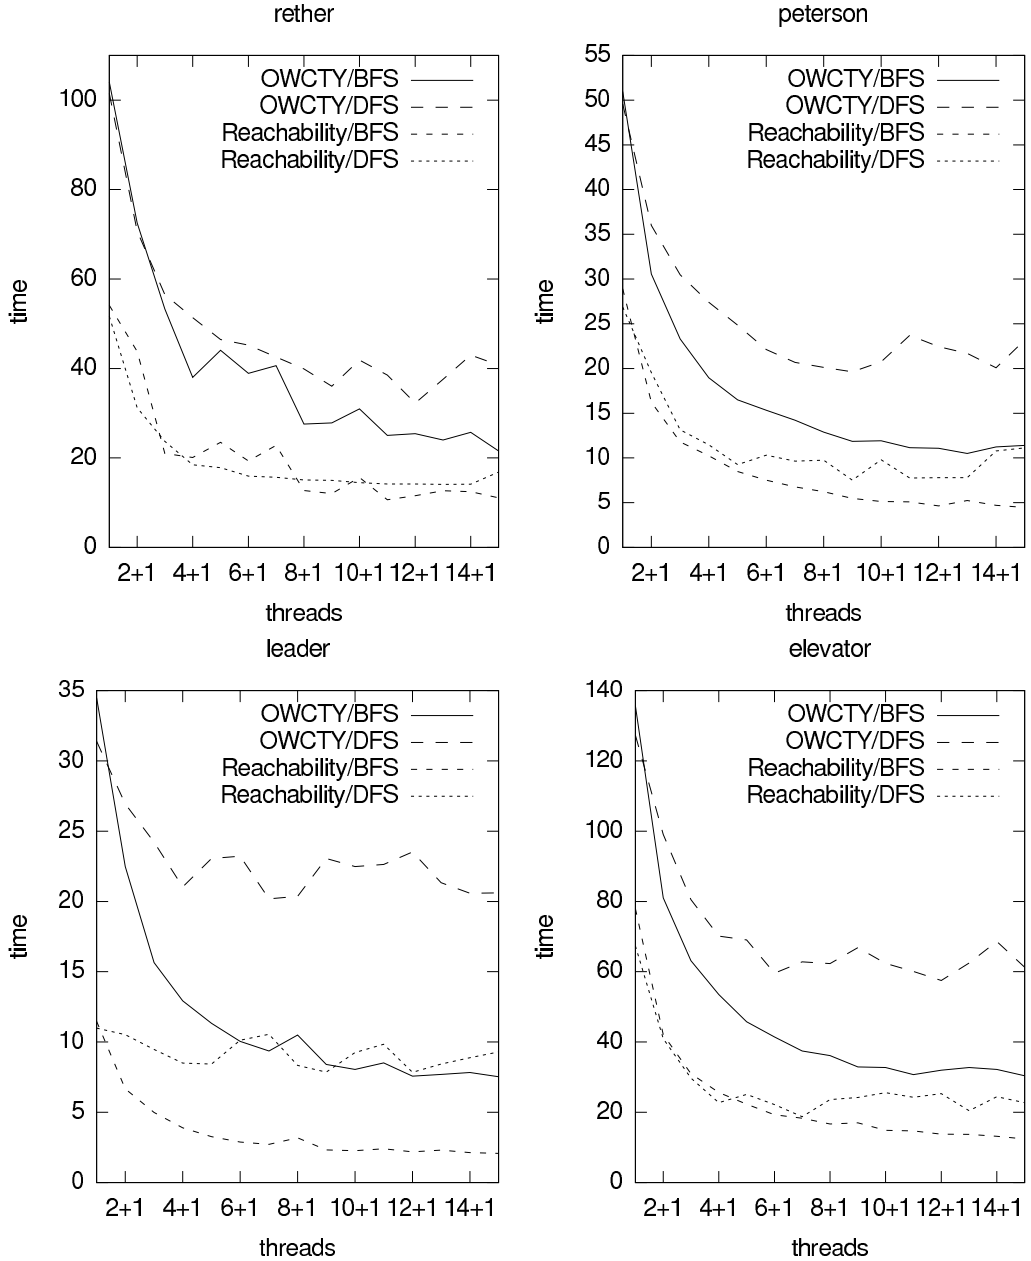 rether
OWCTY/BFS
OWCTY/DFS
Reachability/BFS
Reachability/DFS
100
80
60
40
20
0
time
2+1 4+1 6+1 8+1 10+1 12+1 14+1
threads
peterson
OWCTY/BFS
OWCTY/DFS
Reachability/BFS
Reachability/DFS
55
50
45
40
35
30
25
20
15
10
5
0
time
2+1 4+1 6+1 8+1 10+1 12+1 14+1
threads
leader
OWCTY/BFS
OWCTY/DFS
Reachability/BFS
Reachability/DFS
35
30
25
20
15
10
5
0
time
2+1 4+1 6+1 8+1 10+1 12+1 14+1
threads
elevator
OWCTY/BFS
OWCTY/DFS
Reachability/BFS
Reachability/DFS
140
120
100
80
60
40
20
0
time
2+1 4+1 6+1 8+1 10+1 12+1 14+1
threads